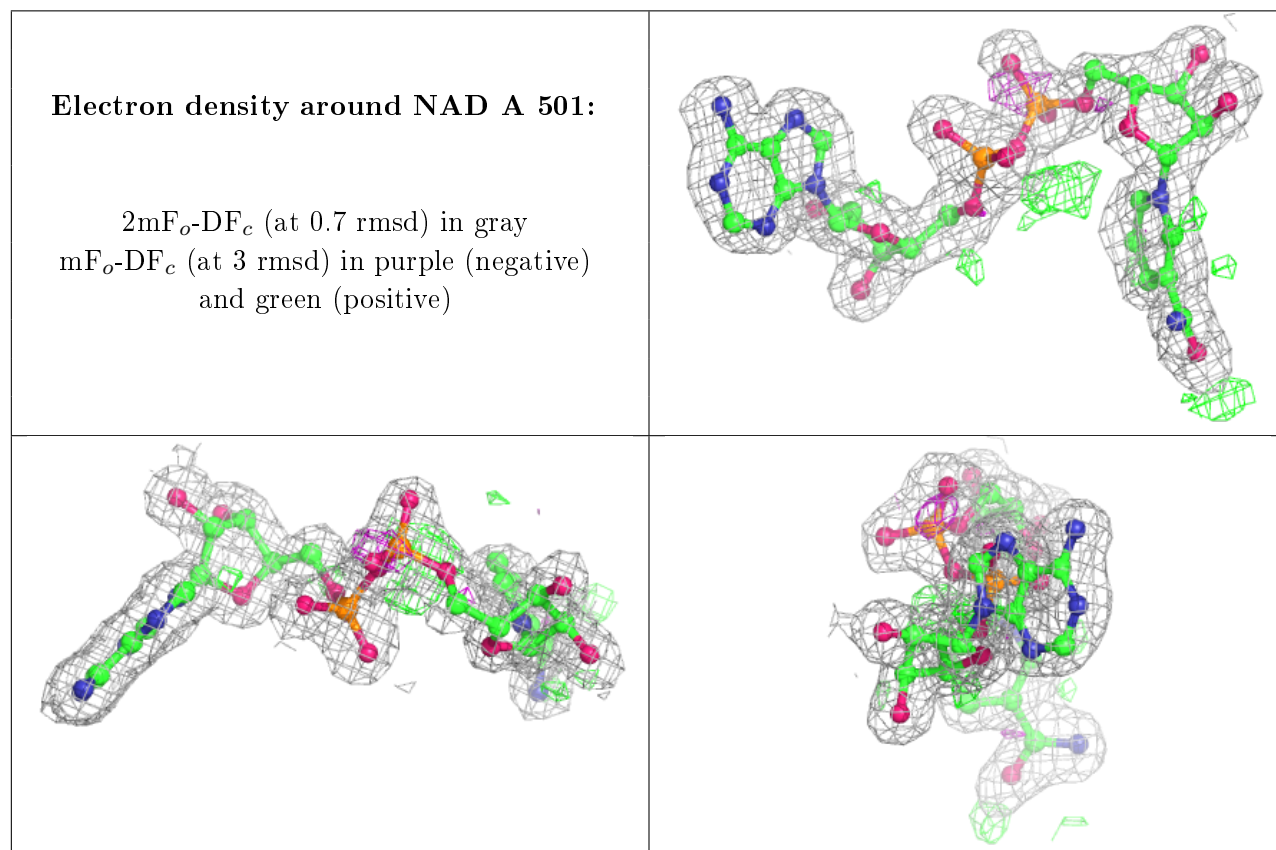 Electron density around NAD A 501:
2mFₒ-DF𝒸 (at 0.7 rmsd) in gray
mFₒ-DF𝒸 (at 3 rmsd) in purple (negative)
and green (positive)